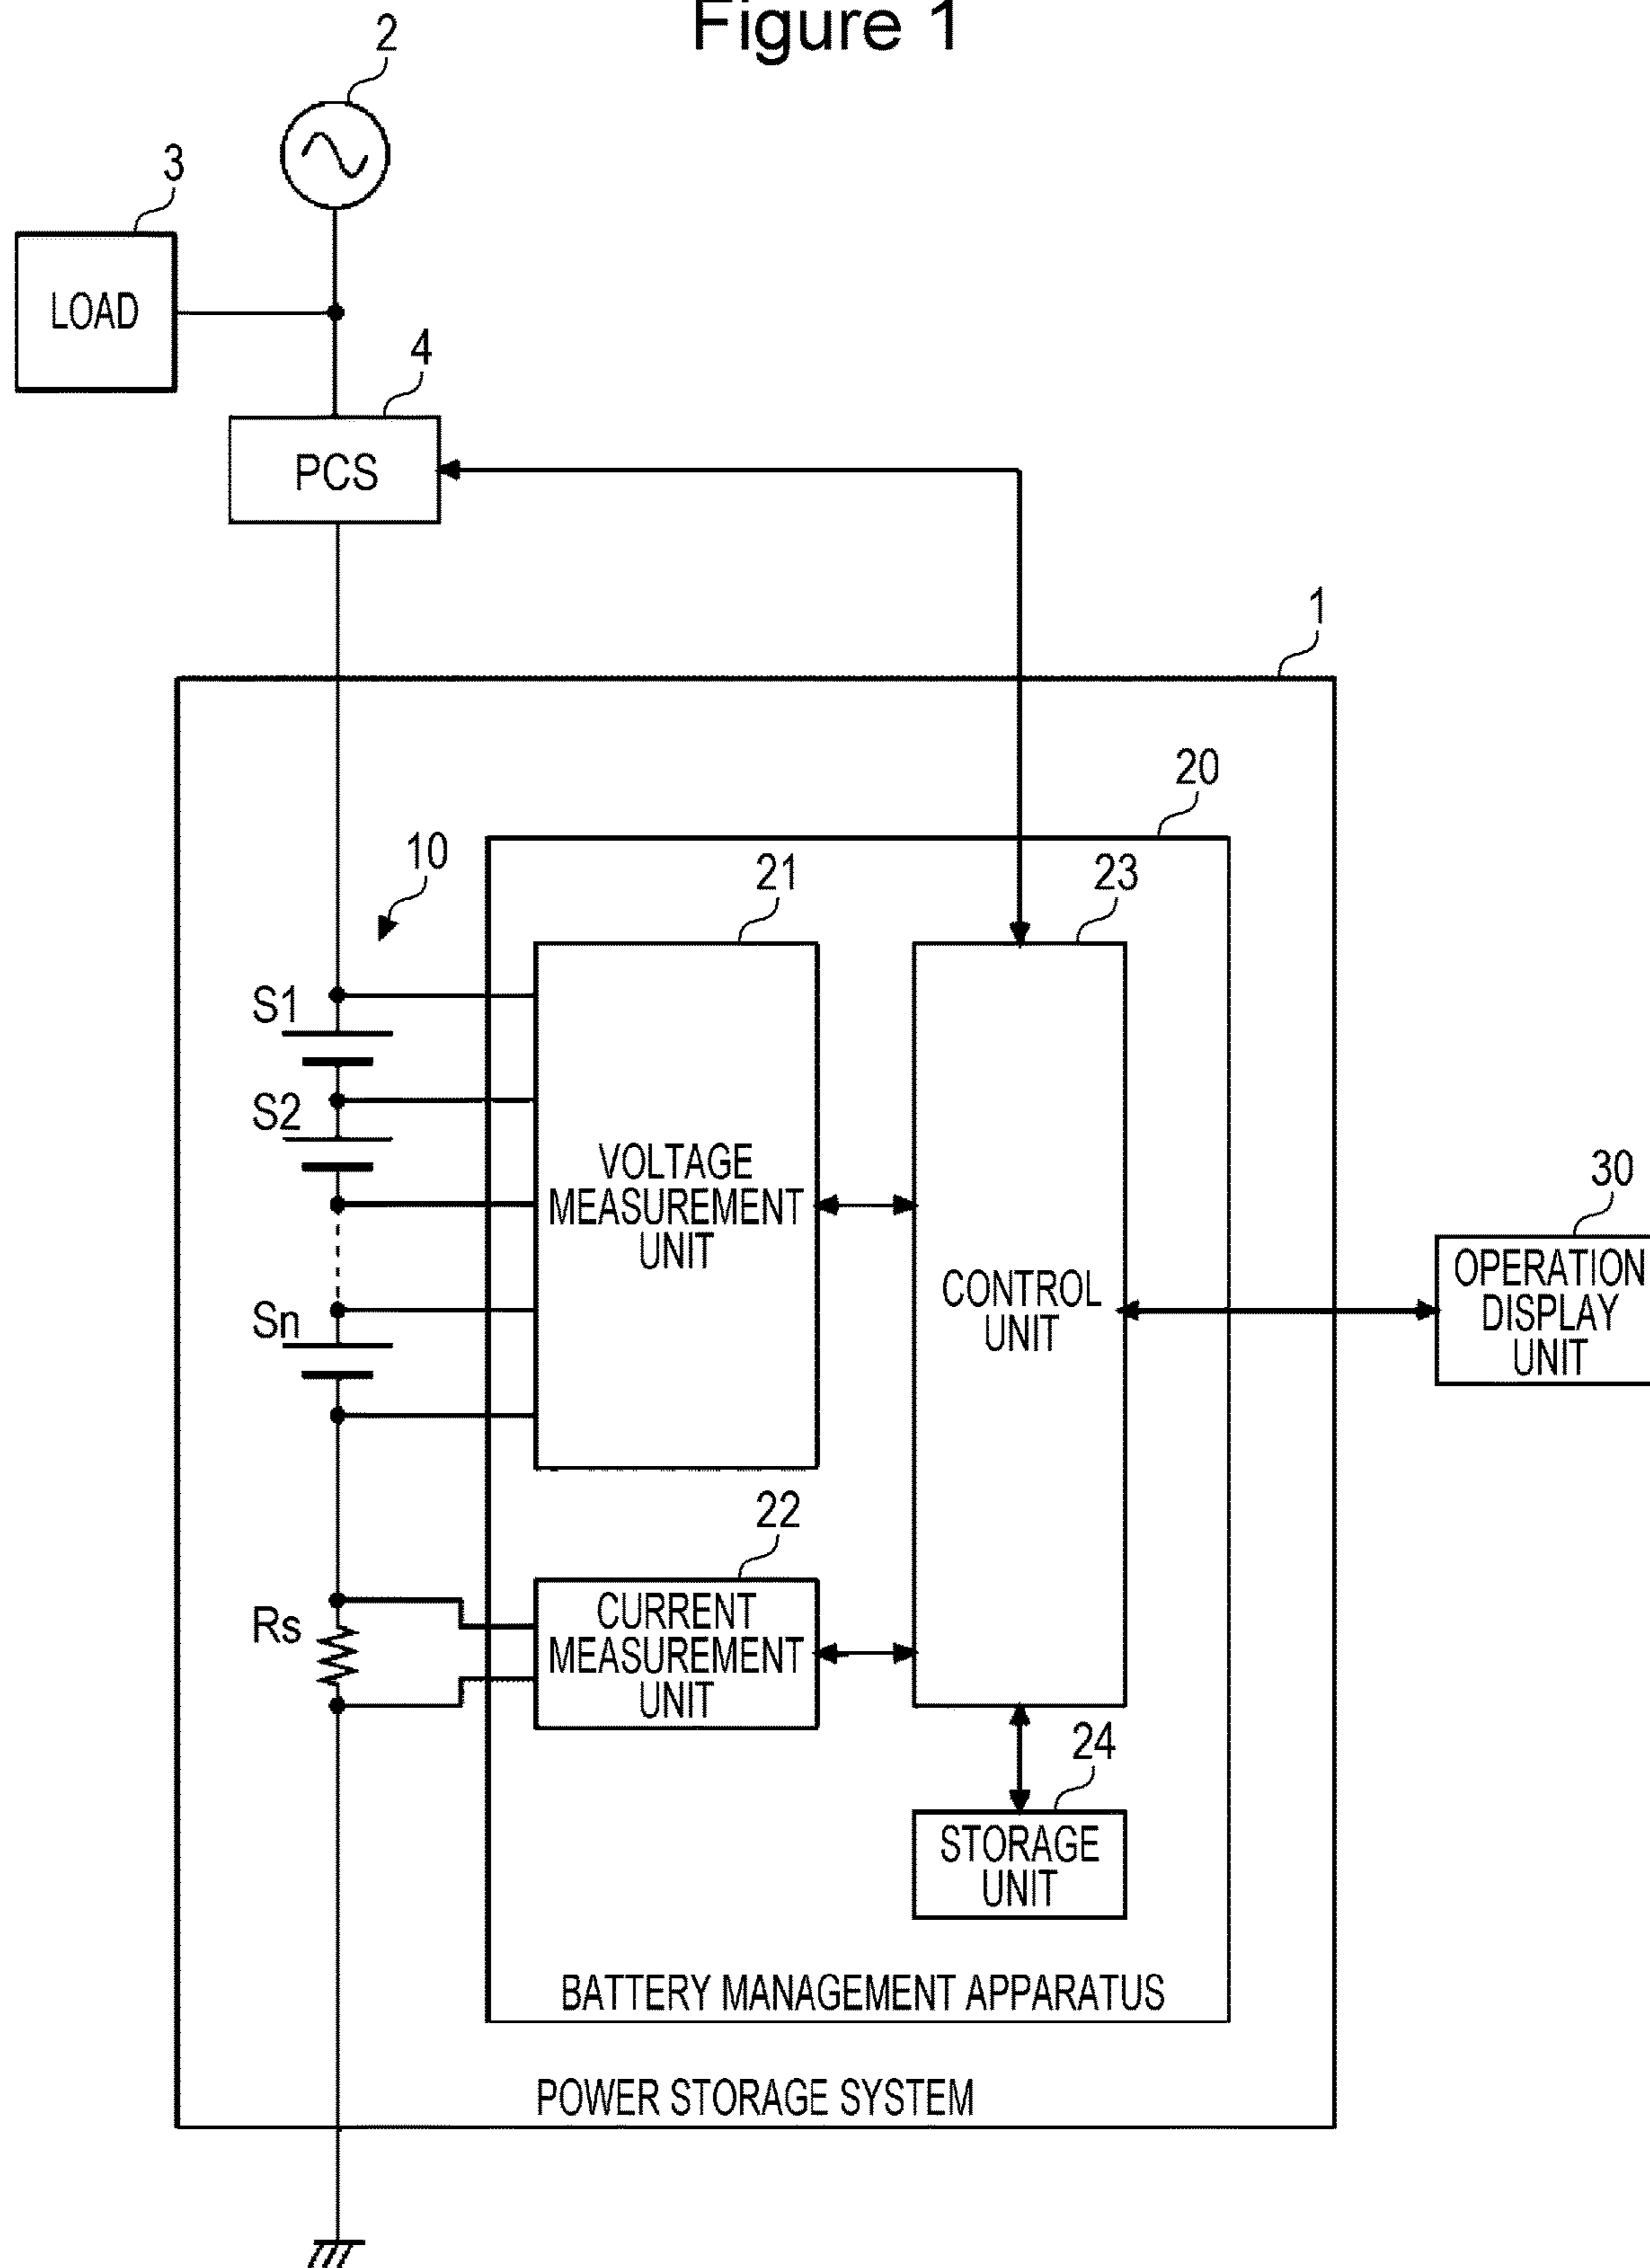 Figure 1
2
3
LOAD
4
PCS
1
20
10
21
23
S1
S2
VOLTAGE
MEASUREMENT
UNIT
30
OPERATION
DISPLAY
UNIT
CONTROL
UNIT
Sn
22
Rs
CURRENT
MEASUREMENT
UNIT
24
STORAGE
UNIT
BATTERY MANAGEMENT APPARATUS
POWER STORAGE SYSTEM